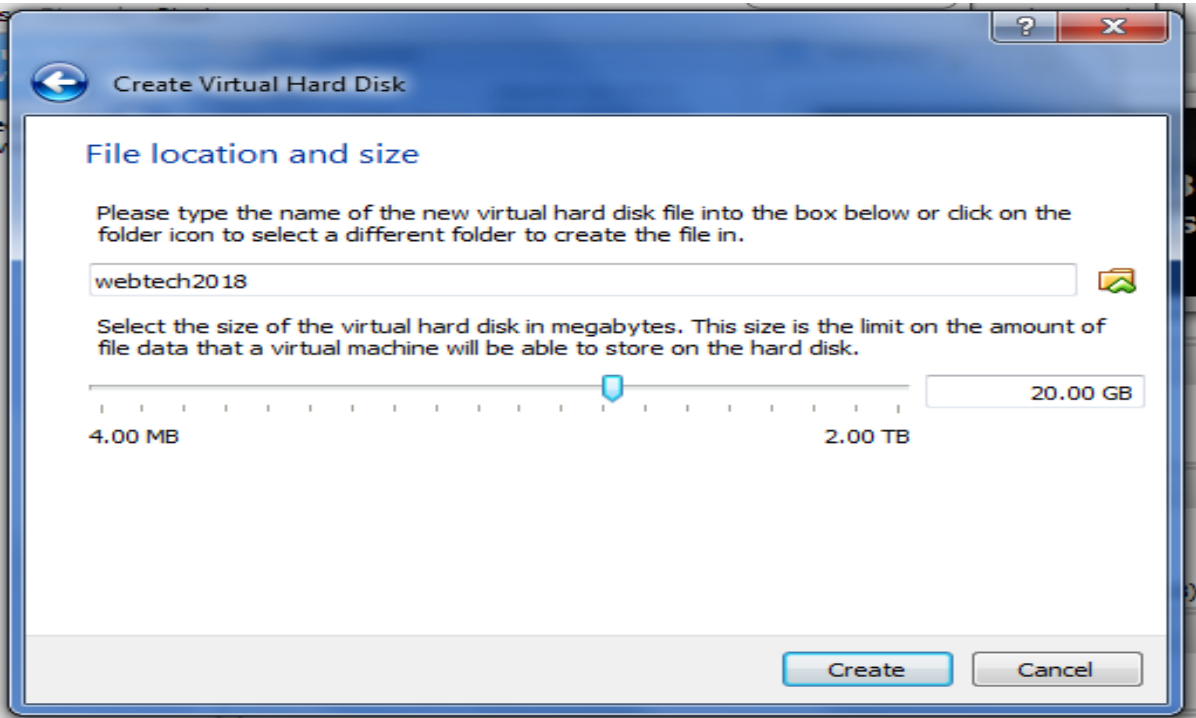 ?
Create Virtual Hard Disk
File location and size
Please type the name of the new virtual hard disk file into the box below or click on the
folder icon to select a different folder to create the file in.
webtech2018
Select the size of the virtual hard disk in megabytes. This size is the limit on the amount of
file data that a virtual machine will be able to store on the hard disk.
20.00 GB
4.00 MB 2.00 TB
Create Cancel